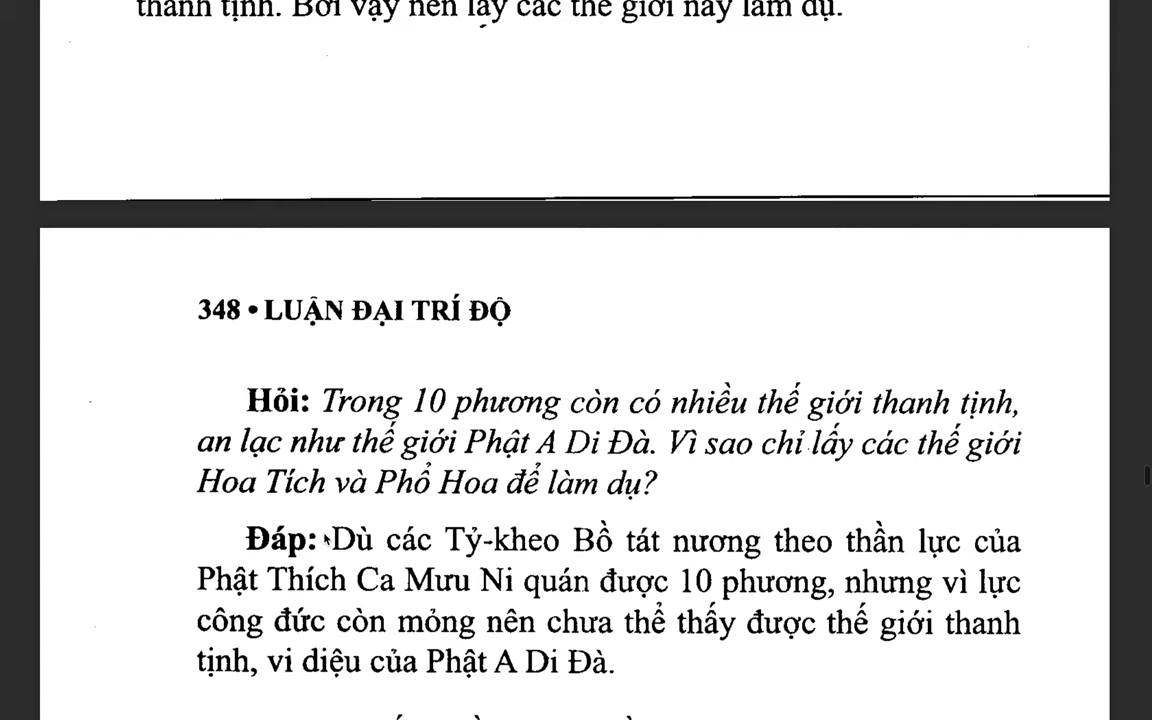 thanh tịnh. Bởi vậy nên lấy các thế giới này làm dụ.
348 • LUẬN ĐẠI TRÍ ĐỘ
Hỏi: Trong 10 phương còn có nhiều thế giới thanh tịnh,
an lạc như thế giới Phật A Di Đà. Vì sao chỉ lấy các thế giới
Hoa Tích và Phổ Hoa để làm dụ?
Đáp: Dù các Tỷ-kheo Bồ tát nương theo thần lực của
Phật Thích Ca Mưu Ni quán được 10 phương, nhưng vì lực
công đức còn mỏng nên chưa thể thấy được thế giới thanh
tịnh, vi diệu của Phật A Di Đà.